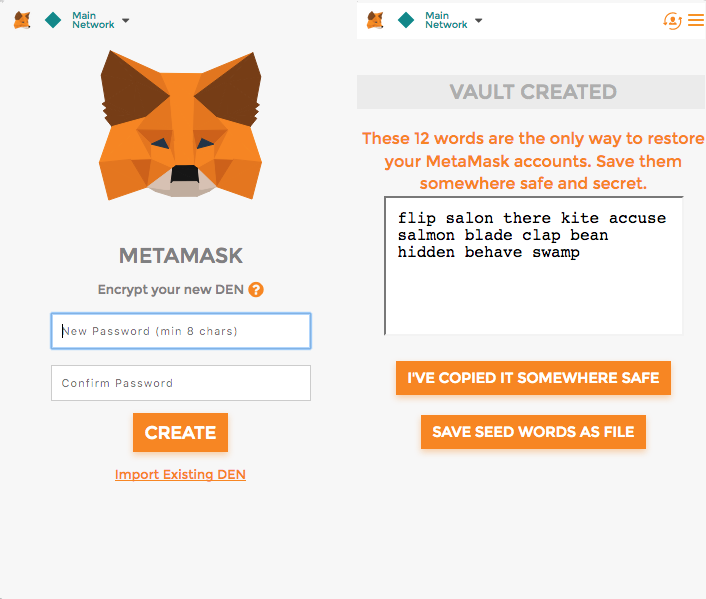 Main
Network
METAMASK
Encrypt your new DEN ?
New Password (min 8 chars)
Confirm Password
CREATE
Import Existing DEN
Main
Network
VAULT CREATED
These 12 words are the only way to restore
your MetaMask accounts. Save them
somewhere safe and secret.
flip salon there kite accuse
salmon blade clap bean
hidden behave swamp
I'VE COPIED IT SOMEWHERE SAFE
SAVE SEED WORDS AS FILE